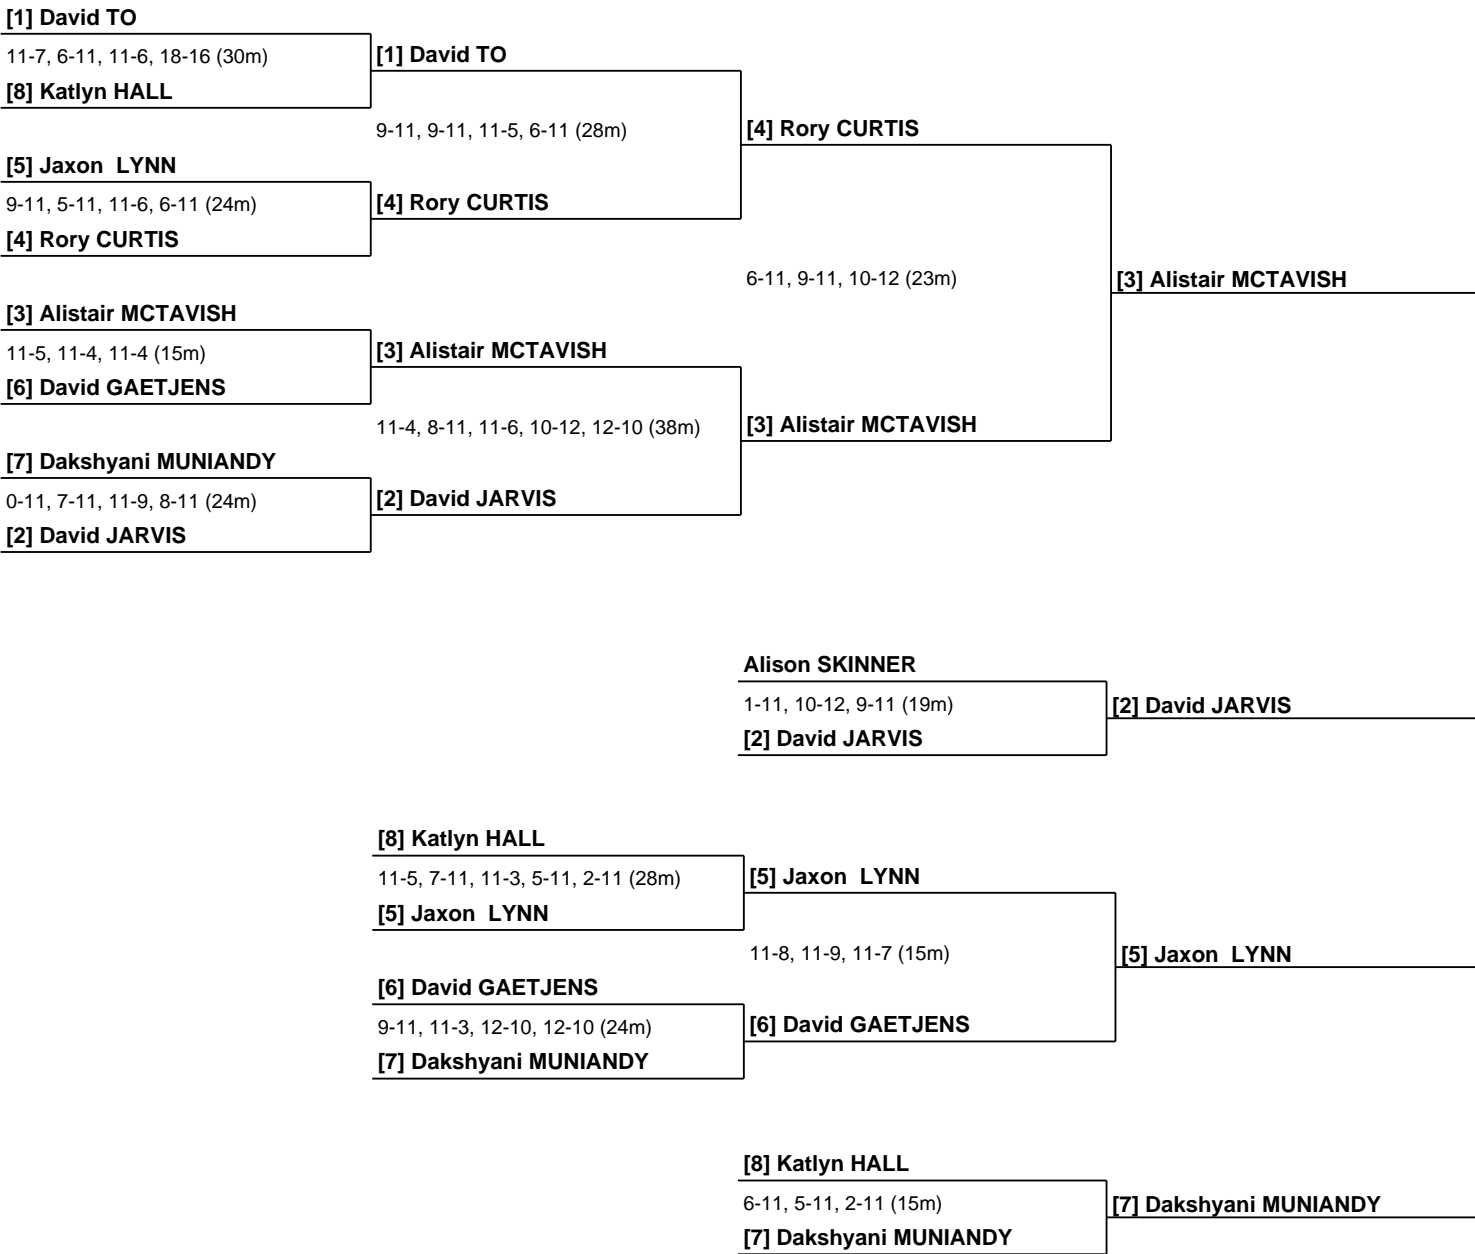 [1] David TO
11-7, 6-11, 11-6, 18-16 (30m)
[8] Katlyn HALL
[1] David TO
9-11, 9-11, 11-5, 6-11 (28m)
[4] Rory CURTIS
[5] Jaxon  LYNN
9-11, 5-11, 11-6, 6-11 (24m)
[4] Rory CURTIS
[4] Rory CURTIS
6-11, 9-11, 10-12 (23m)
[3] Alistair MCTAVISH
[3] Alistair MCTAVISH
11-5, 11-4, 11-4 (15m)
[6] David GAETJENS
[3] Alistair MCTAVISH
11-4, 8-11, 11-6, 10-12, 12-10 (38m)
[3] Alistair MCTAVISH
[7] Dakshyani MUNIANDY
0-11, 7-11, 11-9, 8-11 (24m)
[2] David JARVIS
[2] David JARVIS
Alison SKINNER
1-11, 10-12, 9-11 (19m)
[2] David JARVIS
[2] David JARVIS
[8] Katlyn HALL
11-5, 7-11, 11-3, 5-11, 2-11 (28m)
[5] Jaxon  LYNN
[5] Jaxon  LYNN
11-8, 11-9, 11-7 (15m)
[5] Jaxon  LYNN
[6] David GAETJENS
9-11, 11-3, 12-10, 12-10 (24m)
[7] Dakshyani MUNIANDY
[6] David GAETJENS
[8] Katlyn HALL
6-11, 5-11, 2-11 (15m)
[7] Dakshyani MUNIANDY
[7] Dakshyani MUNIANDY